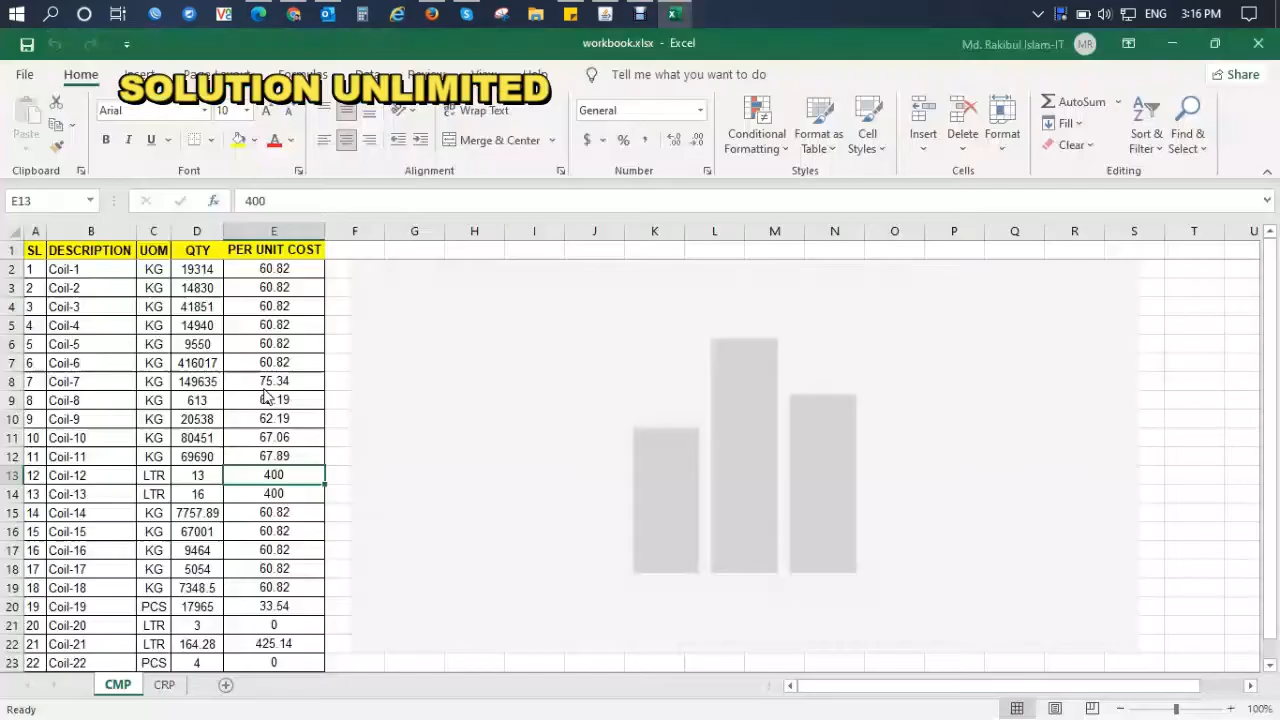 ENG 3:16 PM
workbook.xlsx - Excel
Md. Rakibul Islam-IT MR
File Home
Tell me what you want to do
Share
SOLUTION UNLIMITED
Arial 10
Wrap Text
General
AutoSum
Paste
B I U
Merge & Center
$ % ,
Conditional Formatting
Format as Table
Cell Styles
Insert Delete Format
Fill
Clear
Sort & Filter
Find & Select
Clipboard Font Alignment Number Styles Cells Editing
E13 fx 400
A B C D E F G H I J K L M N O P Q R S T U
1 SL DESCRIPTION UOM QTY PER UNIT COST
2 1 Coil-1 KG 19314 60.82
3 2 Coil-2 KG 14830 60.82
4 3 Coil-3 KG 41851 60.82
5 4 Coil-4 KG 14940 60.82
6 5 Coil-5 KG 9550 60.82
7 6 Coil-6 KG 416017 60.82
8 7 Coil-7 KG 149635 75.34
9 8 Coil-8 KG 613
10 9 Coil-9 KG 20538 62.19
11 10 Coil-10 KG 80451 67.06
12 11 Coil-11 KG 69690 67.89
13 12 Coil-12 LTR 13 400
14 13 Coil-13 LTR 16 400
15 14 Coil-14 KG 7757.89 60.82
16 15 Coil-15 KG 67001 60.82
17 16 Coil-16 KG 9464 60.82
18 17 Coil-17 KG 5054 60.82
19 18 Coil-18 KG 7348.5 60.82
20 19 Coil-19 PCS 17965 33.54
21 20 Coil-20 LTR 3 0
22 21 Coil-21 LTR 164.28 425.14
23 22 Coil-22 PCS 4 0
CMP CRP
Ready 100%